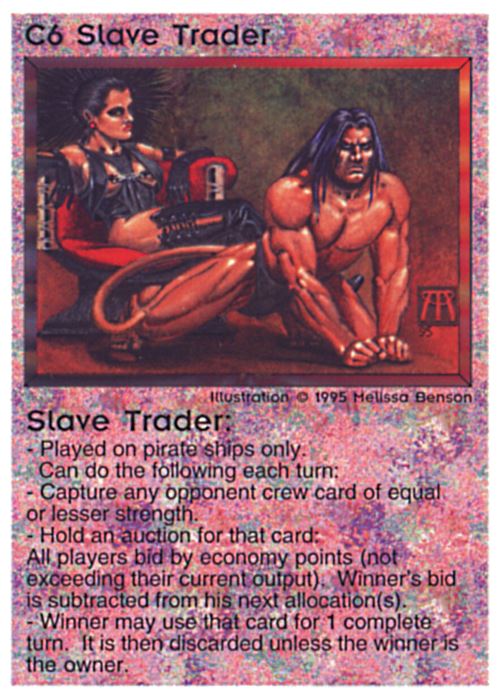 C6 Slave Trader
Illustration © 1995 Melissa Benson
Slave Trader:
- Played on pirate ships only.
Can do the following each turn:
- Capture any opponent crew card of equal
or lesser strength.
- Hold an auction for that card:
All players bid by economy points (not
exceeding their current output). Winner's bid
is subtracted from his next allocation(s).
- Winner may use that card for 1 complete
turn. It is then discarded unless the winner is
the owner.